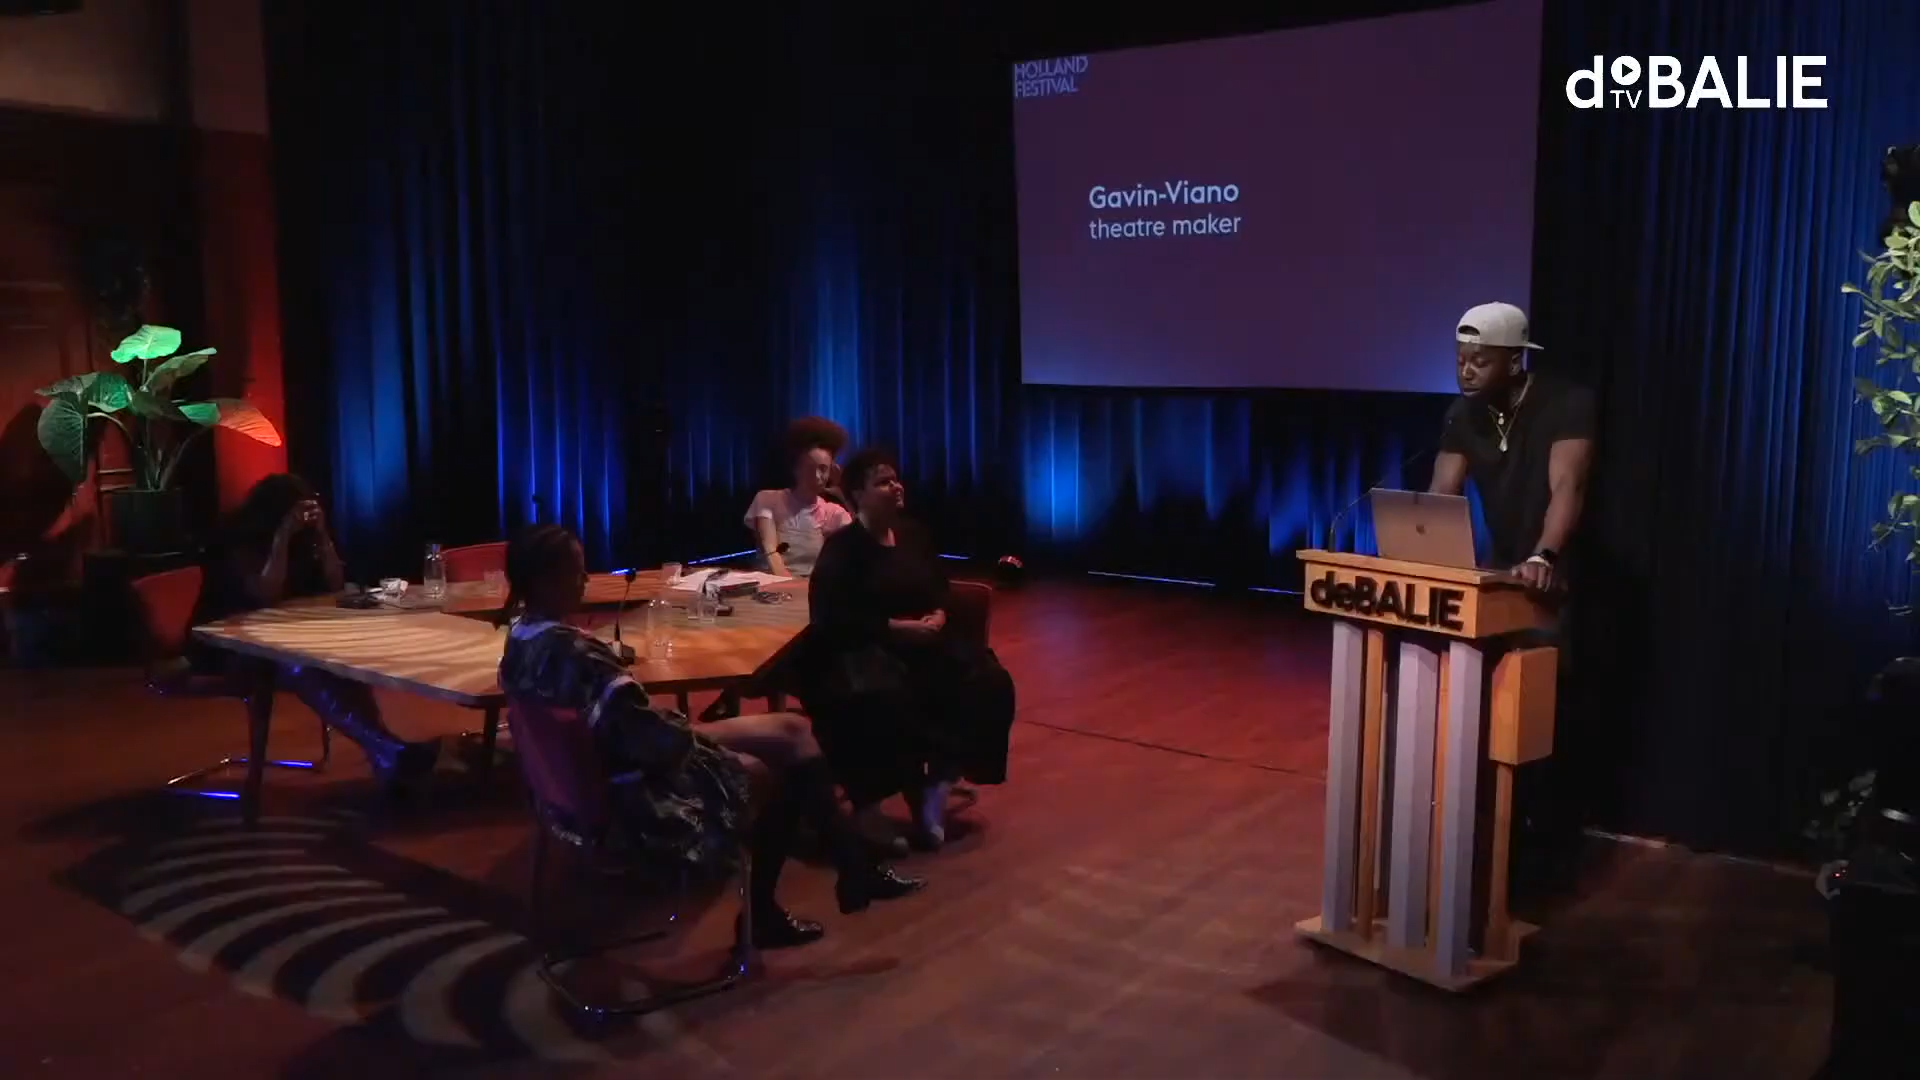 HOLLAND
FESTIVAL
deBALIE
TV
Gavin-Viano
theatre maker
deBALIE